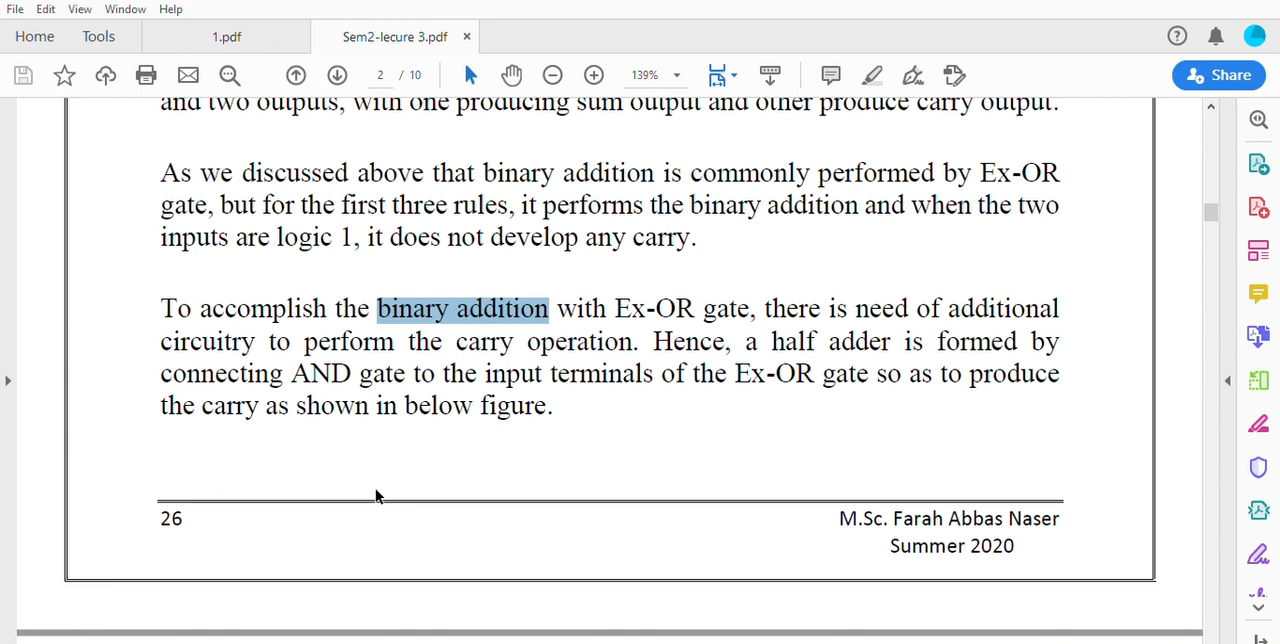 File Edit View Window Help
Home Tools 1.pdf Sem2-lecure 3.pdf ×
2 / 10 139% Share
and two outputs, with one producing sum output and other produce carry output.
As we discussed above that binary addition is commonly performed by Ex-OR
gate, but for the first three rules, it performs the binary addition and when the two
inputs are logic 1, it does not develop any carry.
To accomplish the binary addition with Ex-OR gate, there is need of additional
circuitry to perform the carry operation. Hence, a half adder is formed by
connecting AND gate to the input terminals of the Ex-OR gate so as to produce
the carry as shown in below figure.
26 M.Sc. Farah Abbas Naser
Summer 2020